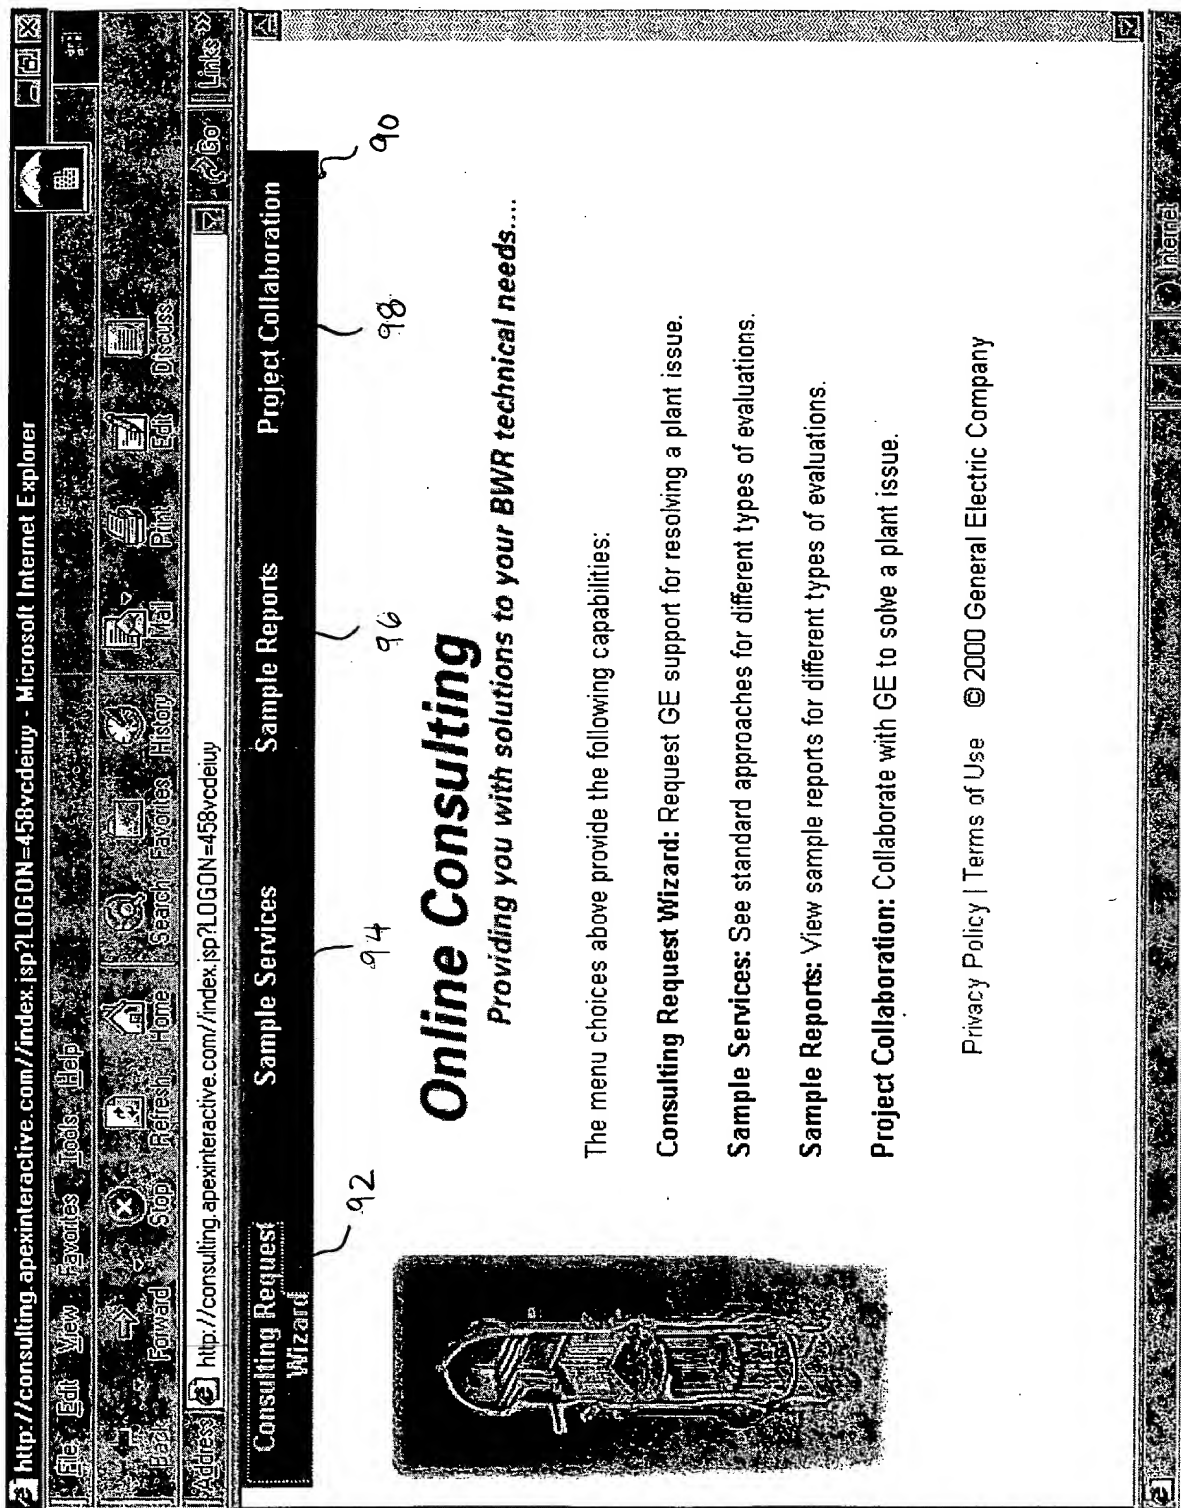 http://consulting.apexinteractive.com//index.jsp?LOGON=458vcdeiuy - Microsoft Internet Explorer
File Edit View Favorites Tools Help
Back Forward Stop Refresh Home Search Favorites History Mail Print Edit Discuss
Address http://consulting.apexinteractive.com//index.jsp?LOGON=458vcdeiuy Go Links »
Consulting Request Wizard Sample Services Sample Reports Project Collaboration
92 94 96 98 90
Online Consulting
Providing you with solutions to your BWR technical needs....
The menu choices above provide the following capabilities:
Consulting Request Wizard: Request GE support for resolving a plant issue.
Sample Services: See standard approaches for different types of evaluations.
Sample Reports: View sample reports for different types of evaluations.
Project Collaboration: Collaborate with GE to solve a plant issue.
Privacy Policy | Terms of Use © 2000 General Electric Company
Internet